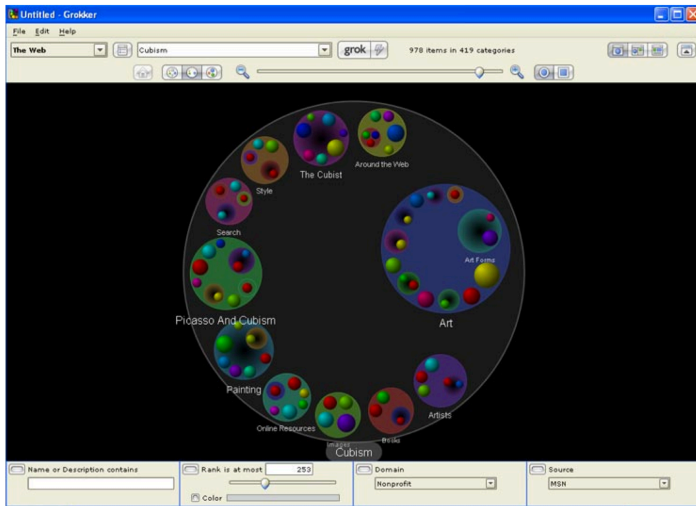 Untitled - Grokker
File Edit Help
The Web
Cubism
grok
978 items in 419 categories
The Cubist
Around the Web
Style
Search
Art Forms
Picasso And Cubism
Art
Painting
Artists
Online Resources
Images
Books
Cubism
Name or Description contains
Rank is at most 253
Color
Domain
Nonprofit
Source
MSN